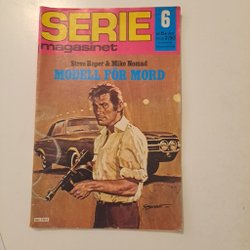 SERIE
6
magasinet
Steve Roper & Mike Nomad
MODELL FÖR MORD